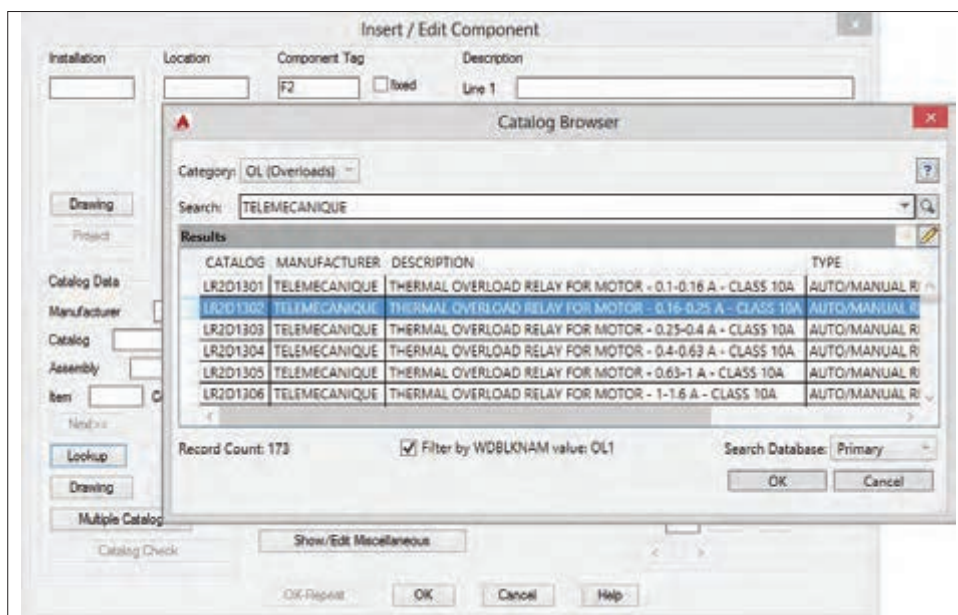 Insert / Edit Component
Installation Location Component Tag Description
F2 fixed Line 1
Catalog Browser
Category: OL (Overloads)
Search: TELEMECANIQUE
Results
CATALOG MANUFACTURER DESCRIPTION TYPE
LR2D1301 TELEMECANIQUE THERMAL OVERLOAD RELAY FOR MOTOR - 0.1-0.16 A - CLASS 10A AUTO/MANUAL
LR2D1302 TELEMECANIQUE THERMAL OVERLOAD RELAY FOR MOTOR - 0.16-0.25 A - CLASS 10A AUTO/MANUAL
LR2D1303 TELEMECANIQUE THERMAL OVERLOAD RELAY FOR MOTOR - 0.25-0.4 A - CLASS 10A AUTO/MANUAL
LR2D1304 TELEMECANIQUE THERMAL OVERLOAD RELAY FOR MOTOR - 0.4-0.63 A - CLASS 10A AUTO/MANUAL
LR2D1305 TELEMECANIQUE THERMAL OVERLOAD RELAY FOR MOTOR - 0.63-1 A - CLASS 10A AUTO/MANUAL
LR2D1306 TELEMECANIQUE THERMAL OVERLOAD RELAY FOR MOTOR - 1-1.6 A - CLASS 10A AUTO/MANUAL
Record Count: 173 Filter by WDBLKNAM value: OL1 Search Database: Primary
OK Cancel
Drawing
Project
Catalog Data
Manufacturer
Catalog
Assembly
Item
Next>>
Lookup
Drawing
Multiple Catalog
Catalog Check
Show/Edit Miscellaneous
OK-Repeat OK Cancel Help